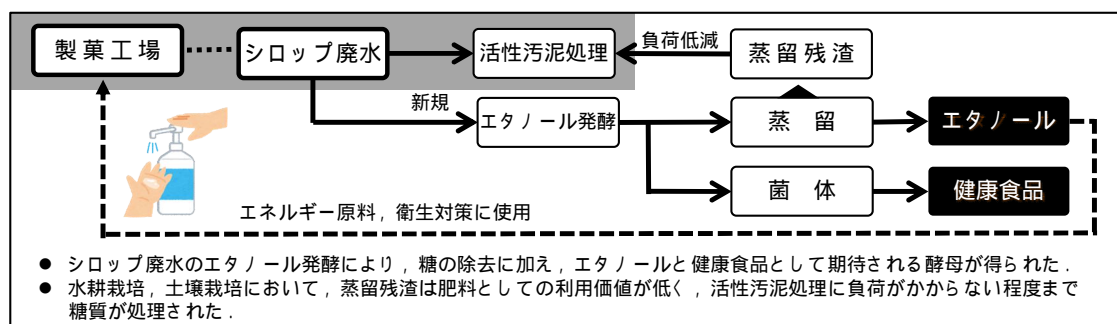 製菓工場
シロップ廃水
活性汚泥処理
負荷低減
蒸留残渣
新規
エタノール発酵
蒸　留
エタノール
菌　体
健康食品
エネルギー原料，衛生対策に使用
● シロップ廃水のエタノール発酵により，糖の除去に加え，エタノールと健康食品として期待される酵母が得られた．
● 水耕栽培，土壌栽培において，蒸留残渣は肥料としての利用価値が低く，活性汚泥処理に負荷がかからない程度まで
糖質が処理された．